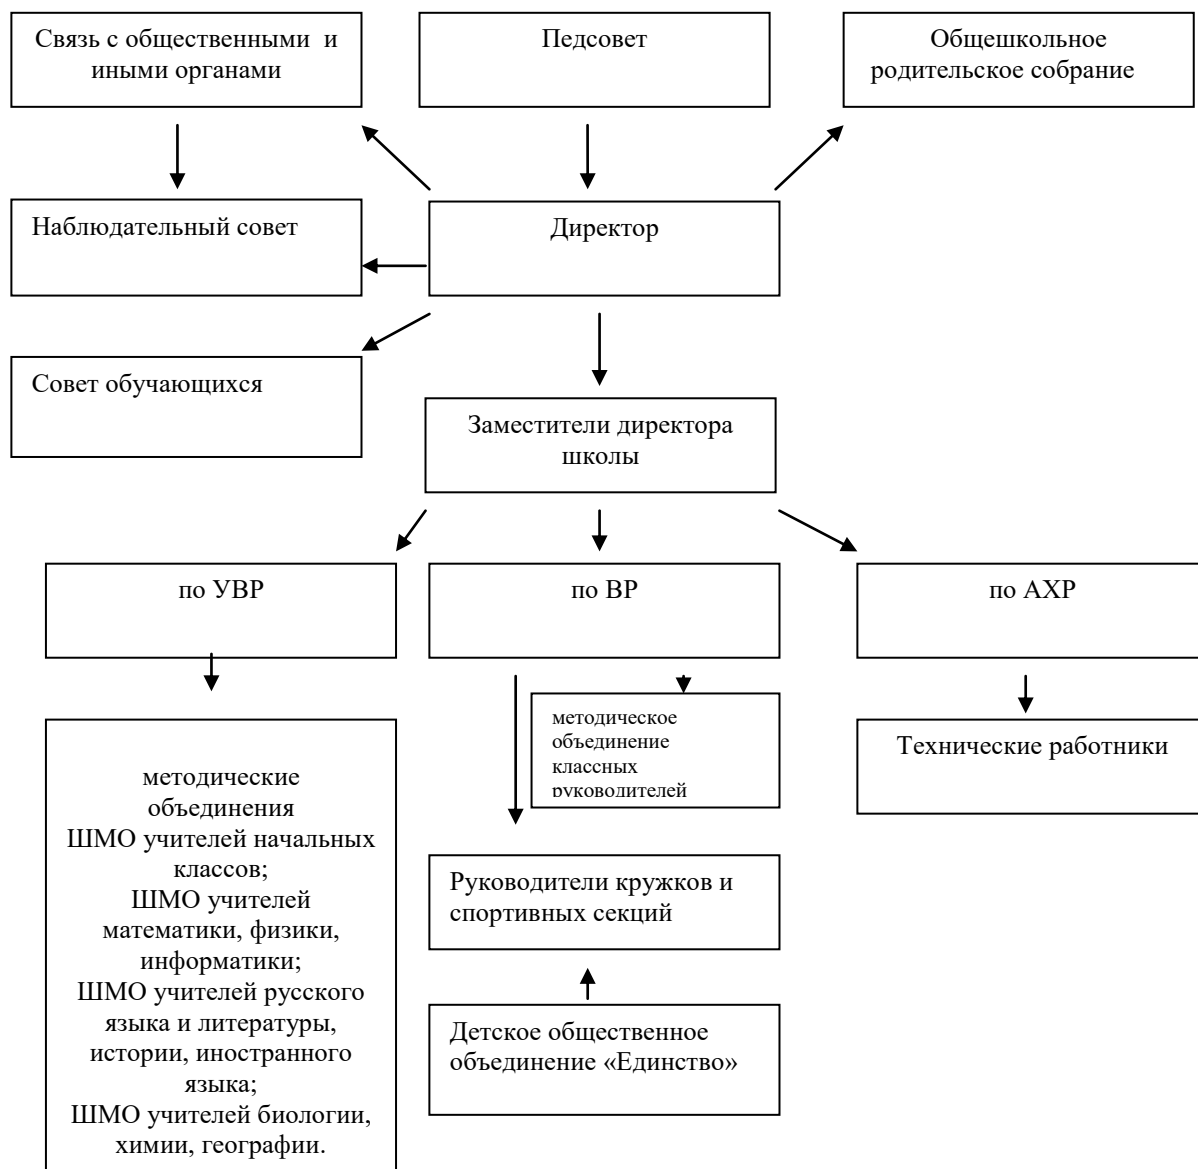 Связь с общественными и
иными органами
Педсовет
Общешкольное
родительское собрание
Наблюдательный совет
Директор
Совет обучающихся
Заместители директора
школы
по УВР
по ВР
по АХР
методическое
объединение
классных
руководителей
Технические работники
методические
объединения
ШМО учителей начальных
классов;
ШМО учителей
математики, физики,
информатики;
ШМО учителей русского
языка и литературы,
истории, иностранного
языка;
ШМО учителей биологии,
химии, географии.
Руководители кружков и
спортивных секций
Детское общественное
объединение «Единство»